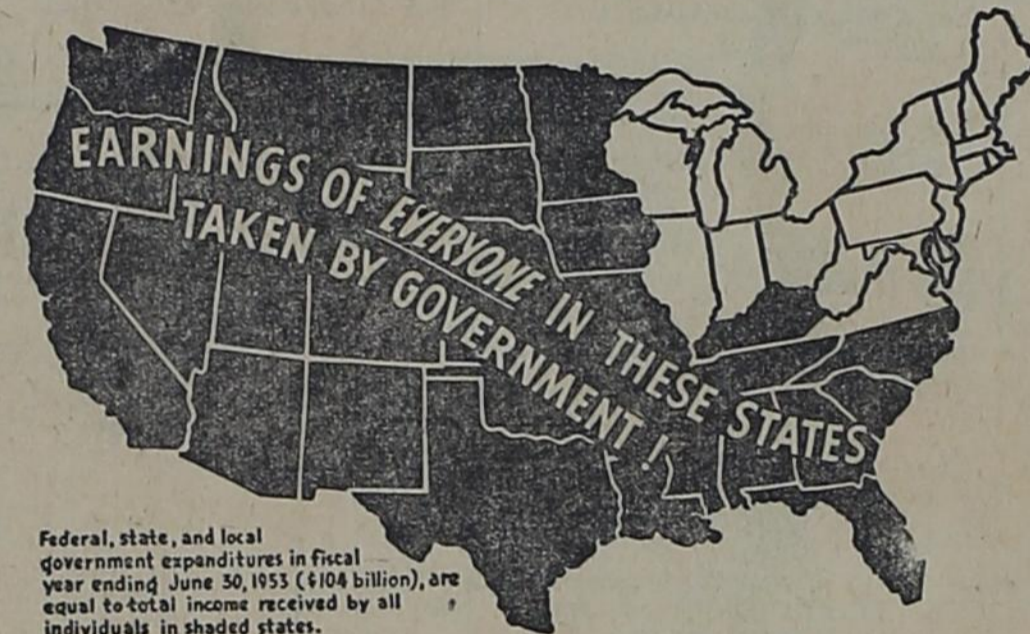 EARNINGS OF EVERYONE IN THESE STATES
TAKEN BY GOVERNMENT!
Federal, state, and local
government expenditures in fiscal
year ending June 30, 1953 ($104 billion), are
equal to total income received by all
individuals in shaded states.